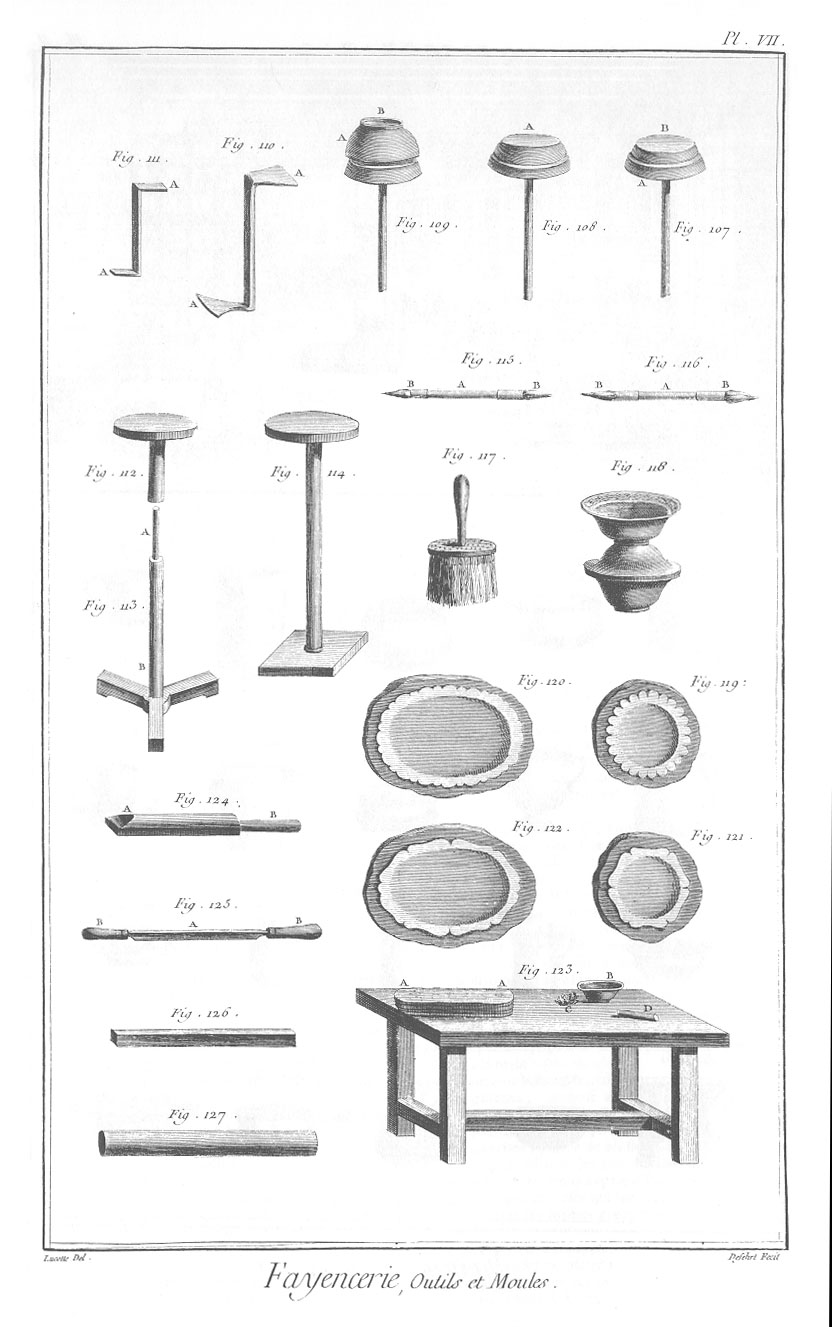 Pl. VII.
B
A
A
B
Fig. 111.
Fig. 110.
A
A
A
Fig. 109.
Fig. 108.
Fig. 107.
A
A
Fig. 115.
Fig. 116.
B A B
B A B
Fig. 112.
Fig. 114.
Fig. 117.
Fig. 118.
A
Fig. 113.
B
Fig. 120.
Fig. 119.
Fig. 124.
A
B
Fig. 122.
Fig. 121.
Fig. 125.
B A B
Fig. 123.
A A B
C D
Fig. 126.
Fig. 127.
Lucotte Del.
Defehrt Fecit
Fayencerie, Outils et Moules.